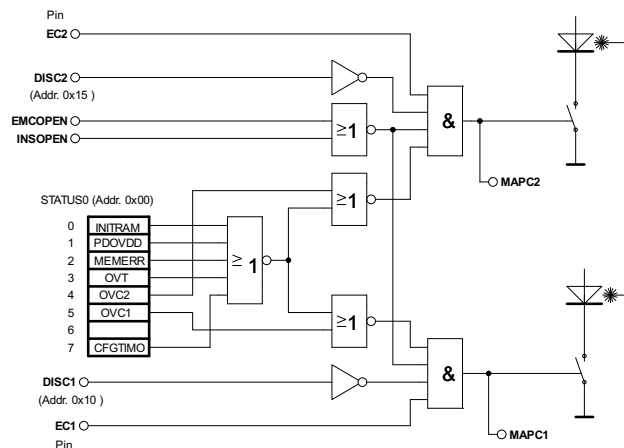 Pin
EC2
DISC2
(Addr. 0x15 )
EMCOPEN
INSOPEN
≥1
&
MAPC2
STATUS0 (Addr. 0x00)
≥1
0 INITRAM
1 PDOVDD
2 MEMERR
3 OVT
4 OVC2
5 OVC1
6
7 CFGTIMO
≥ 1
≥1
DISC1
(Addr. 0x10 )
&
EC1
MAPC1
Pin